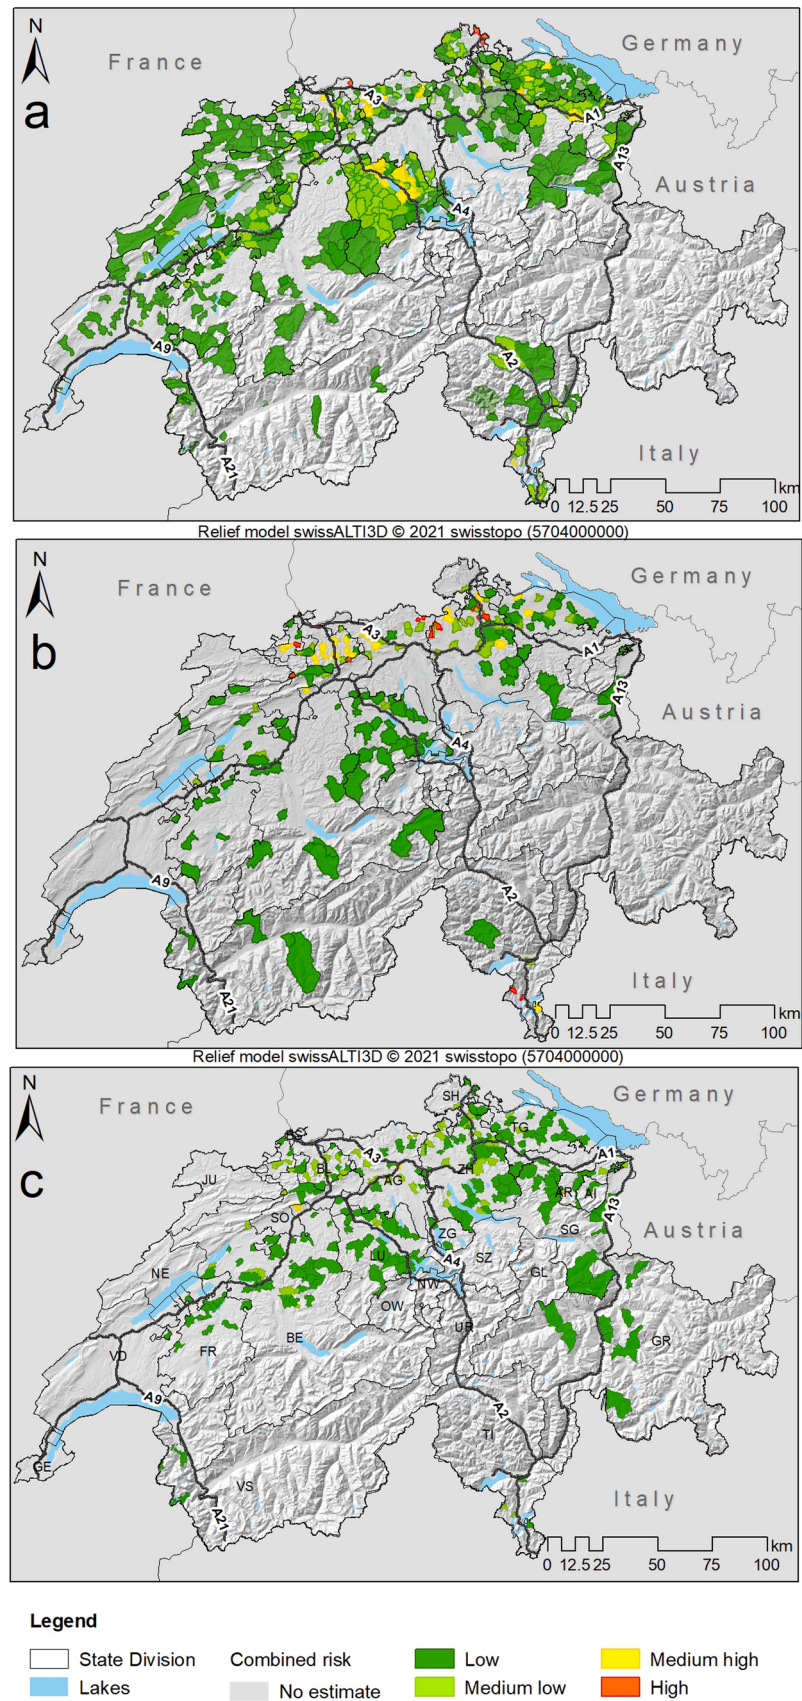 N
France
Germany
a
A3
A1
A13
Austria
A4
A9
A2
A21
Italy
km
0 12.5 25 50 75 100
Relief model swissALTI3D © 2021 swisstopo (5704000000)
N
France
Germany
b
A3
A1
A13
Austria
A4
A9
A2
A21
Italy
km
0 12.5 25 50 75 100
Relief model swissALTI3D © 2021 swisstopo (5704000000)
N
France
Germany
SH
c
TG
A3
A1
BL
ZH
JU
AG
AR
AI
A13
SO
SG
Austria
ZG
LU
A4
SZ
NE
GL
NW
OW
UR
BE
GR
VD
FR
A9
A2
TI
GE
VS
A21
Italy
km
0 12.5 25 50 75 100
Legend
State Division
Combined risk
Low
Medium high
Lakes
No estimate
Medium low
High